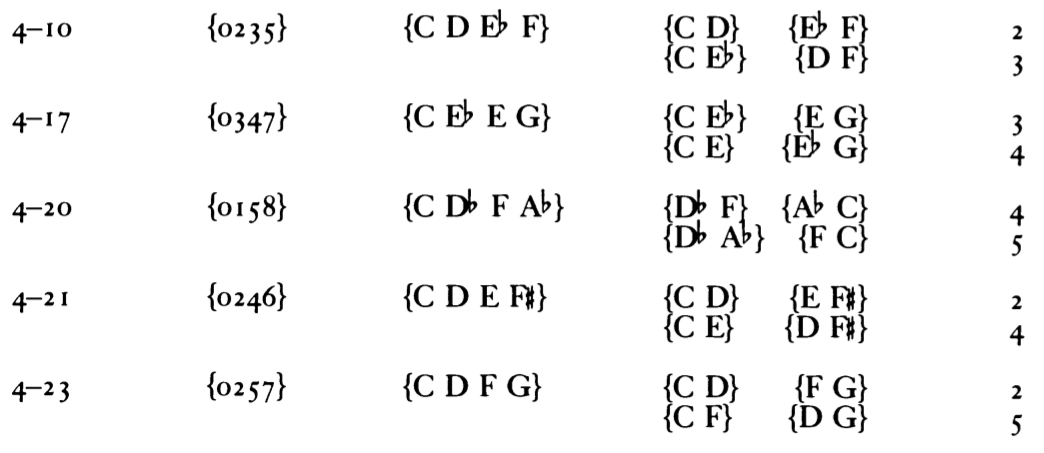 4–10 {0235} {C D E♭ F} {C D} {E♭ F} 2
{C E♭} {D F} 3
4–17 {0347} {C E♭ E G} {C E♭} {E G} 3
{C E} {E♭ G} 4
4–20 {0158} {C D♭ F A♭} {D♭ F} {A♭ C} 4
{D♭ A♭} {F C} 5
4–21 {0246} {C D E F♯} {C D} {E F♯} 2
{C E} {D F♯} 4
4–23 {0257} {C D F G} {C D} {F G} 2
{C F} {D G} 5